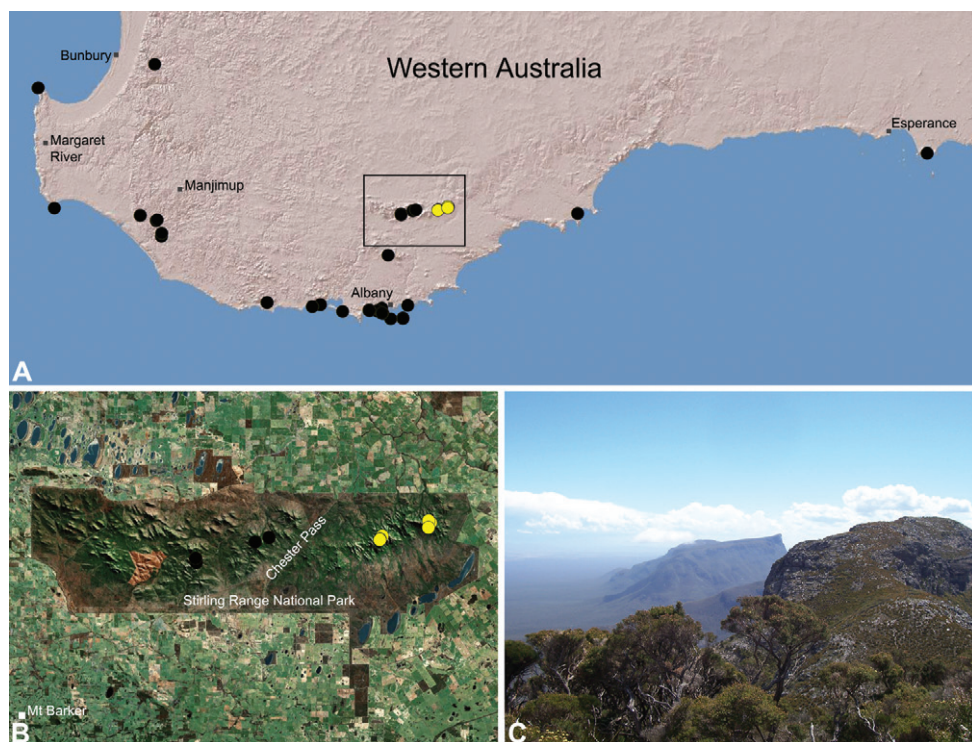 Western Australia
Bunbury
Margaret
River
Manjimup
Esperance
Albany
A
Chester Pass
Stirling Range National Park
Mt Barker
B
C